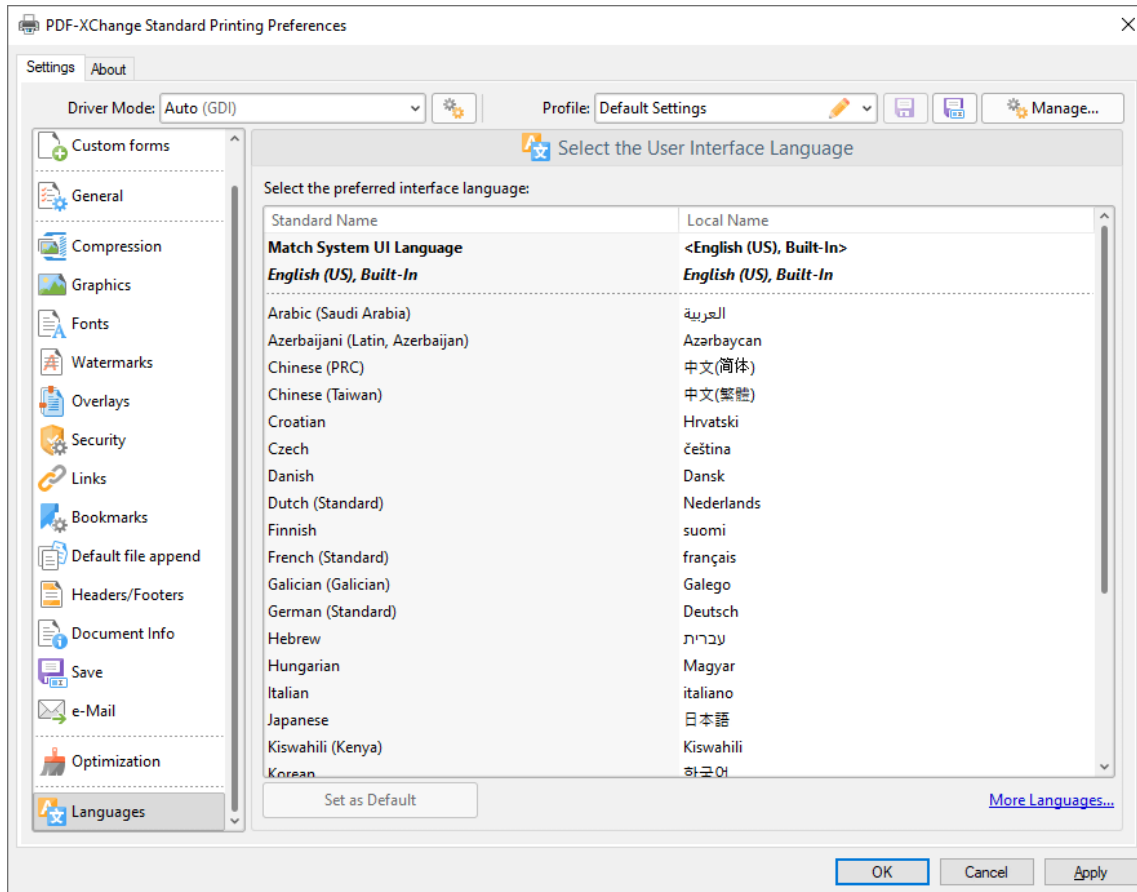 PDF-XChange Standard Printing Preferences
Settings About
Driver Mode: Auto (GDI) Profile: Default Settings Manage...
Custom forms
General
Compression
Graphics
Fonts
Watermarks
Overlays
Security
Links
Bookmarks
Default file append
Headers/Footers
Document Info
Save
e-Mail
Optimization
Languages
Select the User Interface Language
Select the preferred interface language:
Standard Name Local Name
Match System UI Language <English (US), Built-In>
English (US), Built-In English (US), Built-In
Arabic (Saudi Arabia) العربية
Azerbaijani (Latin, Azerbaijan) Azərbaycan
Chinese (PRC) 中文(简体)
Chinese (Taiwan) 中文(繁體)
Croatian Hrvatski
Czech čeština
Danish Dansk
Dutch (Standard) Nederlands
Finnish suomi
French (Standard) français
Galician (Galician) Galego
German (Standard) Deutsch
Hebrew עברית
Hungarian Magyar
Italian italiano
Japanese 日本語
Kiswahili (Kenya) Kiswahili
Korean 한국어
Set as Default More Languages...
OK Cancel Apply